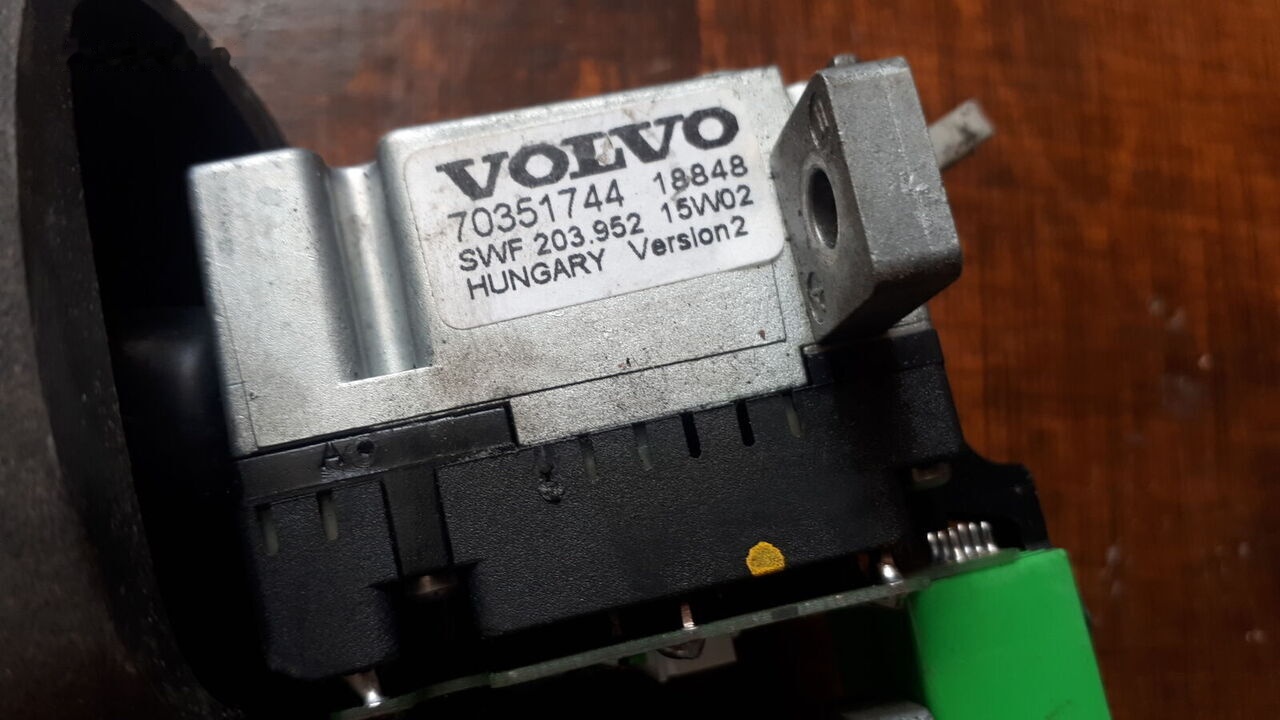 VOLVO
70351744 18848
SWF 203.952 15W02
HUNGARY Version2
A